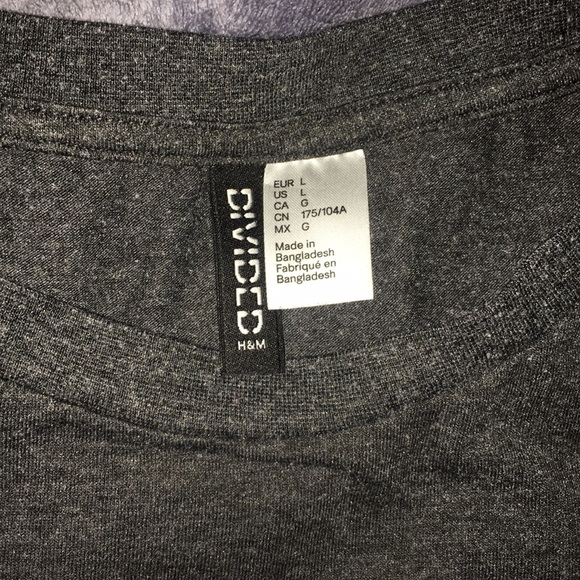 DIVIDED
H&M
EUR L
US L
CA G
CN 175/104A
MX G
Made in
Bangladesh
Fabriqué en
Bangladesh